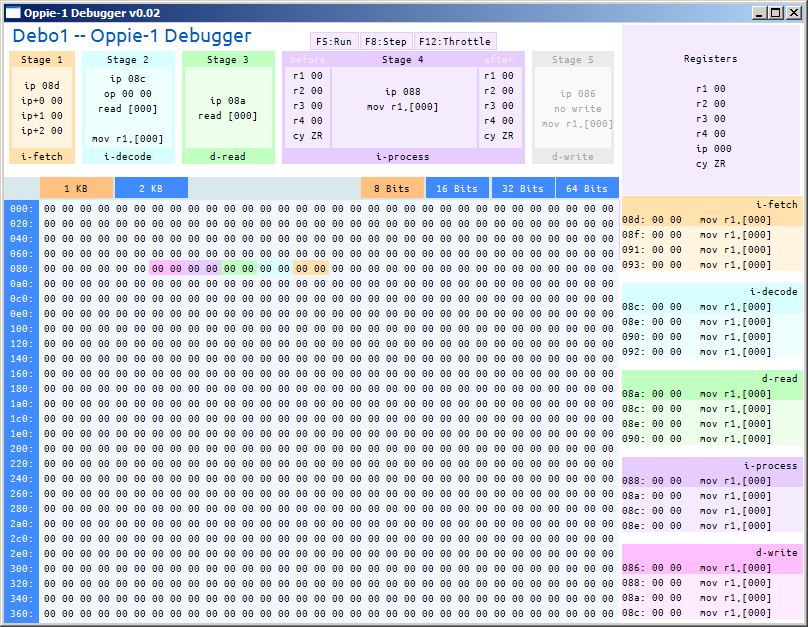 Oppie-1 Debugger v0.02
Debo1 -- Oppie-1 Debugger
F5:Run F8:Step F12:Throttle
Stage 1
ip 08d
ip+0 00
ip+1 00
ip+2 00
i-fetch
Stage 2
ip 08c
op 00 00
read [000]
mov r1,[000]
i-decode
Stage 3
ip 08a
read [000]
d-read
before Stage 4 after
r1 00 r1 00
r2 00 ip 088 r2 00
r3 00 mov r1,[000] r3 00
r4 00 r4 00
cy ZR cy ZR
i-process
Stage 5
ip 086
no write
mov r1,[000]
d-write
Registers
r1 00
r2 00
r3 00
r4 00
ip 000
cy ZR
1 KB 2 KB 8 Bits 16 Bits 32 Bits 64 Bits
000: 00 00 00 00 00 00 00 00 00 00 00 00 00 00 00 00 00 00 00 00 00 00 00 00 00 00 00 00 00 00 00 00
020: 00 00 00 00 00 00 00 00 00 00 00 00 00 00 00 00 00 00 00 00 00 00 00 00 00 00 00 00 00 00 00 00
040: 00 00 00 00 00 00 00 00 00 00 00 00 00 00 00 00 00 00 00 00 00 00 00 00 00 00 00 00 00 00 00 00
060: 00 00 00 00 00 00 00 00 00 00 00 00 00 00 00 00 00 00 00 00 00 00 00 00 00 00 00 00 00 00 00 00
080: 00 00 00 00 00 00 00 00 00 00 00 00 00 00 00 00 00 00 00 00 00 00 00 00 00 00 00 00 00 00 00 00
0a0: 00 00 00 00 00 00 00 00 00 00 00 00 00 00 00 00 00 00 00 00 00 00 00 00 00 00 00 00 00 00 00 00
0c0: 00 00 00 00 00 00 00 00 00 00 00 00 00 00 00 00 00 00 00 00 00 00 00 00 00 00 00 00 00 00 00 00
0e0: 00 00 00 00 00 00 00 00 00 00 00 00 00 00 00 00 00 00 00 00 00 00 00 00 00 00 00 00 00 00 00 00
100: 00 00 00 00 00 00 00 00 00 00 00 00 00 00 00 00 00 00 00 00 00 00 00 00 00 00 00 00 00 00 00 00
120: 00 00 00 00 00 00 00 00 00 00 00 00 00 00 00 00 00 00 00 00 00 00 00 00 00 00 00 00 00 00 00 00
140: 00 00 00 00 00 00 00 00 00 00 00 00 00 00 00 00 00 00 00 00 00 00 00 00 00 00 00 00 00 00 00 00
160: 00 00 00 00 00 00 00 00 00 00 00 00 00 00 00 00 00 00 00 00 00 00 00 00 00 00 00 00 00 00 00 00
180: 00 00 00 00 00 00 00 00 00 00 00 00 00 00 00 00 00 00 00 00 00 00 00 00 00 00 00 00 00 00 00 00
1a0: 00 00 00 00 00 00 00 00 00 00 00 00 00 00 00 00 00 00 00 00 00 00 00 00 00 00 00 00 00 00 00 00
1c0: 00 00 00 00 00 00 00 00 00 00 00 00 00 00 00 00 00 00 00 00 00 00 00 00 00 00 00 00 00 00 00 00
1e0: 00 00 00 00 00 00 00 00 00 00 00 00 00 00 00 00 00 00 00 00 00 00 00 00 00 00 00 00 00 00 00 00
200: 00 00 00 00 00 00 00 00 00 00 00 00 00 00 00 00 00 00 00 00 00 00 00 00 00 00 00 00 00 00 00 00
220: 00 00 00 00 00 00 00 00 00 00 00 00 00 00 00 00 00 00 00 00 00 00 00 00 00 00 00 00 00 00 00 00
240: 00 00 00 00 00 00 00 00 00 00 00 00 00 00 00 00 00 00 00 00 00 00 00 00 00 00 00 00 00 00 00 00
260: 00 00 00 00 00 00 00 00 00 00 00 00 00 00 00 00 00 00 00 00 00 00 00 00 00 00 00 00 00 00 00 00
280: 00 00 00 00 00 00 00 00 00 00 00 00 00 00 00 00 00 00 00 00 00 00 00 00 00 00 00 00 00 00 00 00
2a0: 00 00 00 00 00 00 00 00 00 00 00 00 00 00 00 00 00 00 00 00 00 00 00 00 00 00 00 00 00 00 00 00
2c0: 00 00 00 00 00 00 00 00 00 00 00 00 00 00 00 00 00 00 00 00 00 00 00 00 00 00 00 00 00 00 00 00
2e0: 00 00 00 00 00 00 00 00 00 00 00 00 00 00 00 00 00 00 00 00 00 00 00 00 00 00 00 00 00 00 00 00
300: 00 00 00 00 00 00 00 00 00 00 00 00 00 00 00 00 00 00 00 00 00 00 00 00 00 00 00 00 00 00 00 00
320: 00 00 00 00 00 00 00 00 00 00 00 00 00 00 00 00 00 00 00 00 00 00 00 00 00 00 00 00 00 00 00 00
340: 00 00 00 00 00 00 00 00 00 00 00 00 00 00 00 00 00 00 00 00 00 00 00 00 00 00 00 00 00 00 00 00
360: 00 00 00 00 00 00 00 00 00 00 00 00 00 00 00 00 00 00 00 00 00 00 00 00 00 00 00 00 00 00 00 00
i-fetch
08d: 00 00 mov r1,[000]
08f: 00 00 mov r1,[000]
091: 00 00 mov r1,[000]
093: 00 00 mov r1,[000]
i-decode
08c: 00 00 mov r1,[000]
08e: 00 00 mov r1,[000]
090: 00 00 mov r1,[000]
092: 00 00 mov r1,[000]
d-read
08a: 00 00 mov r1,[000]
08c: 00 00 mov r1,[000]
08e: 00 00 mov r1,[000]
090: 00 00 mov r1,[000]
i-process
088: 00 00 mov r1,[000]
08a: 00 00 mov r1,[000]
08c: 00 00 mov r1,[000]
08e: 00 00 mov r1,[000]
d-write
086: 00 00 mov r1,[000]
088: 00 00 mov r1,[000]
08a: 00 00 mov r1,[000]
08c: 00 00 mov r1,[000]